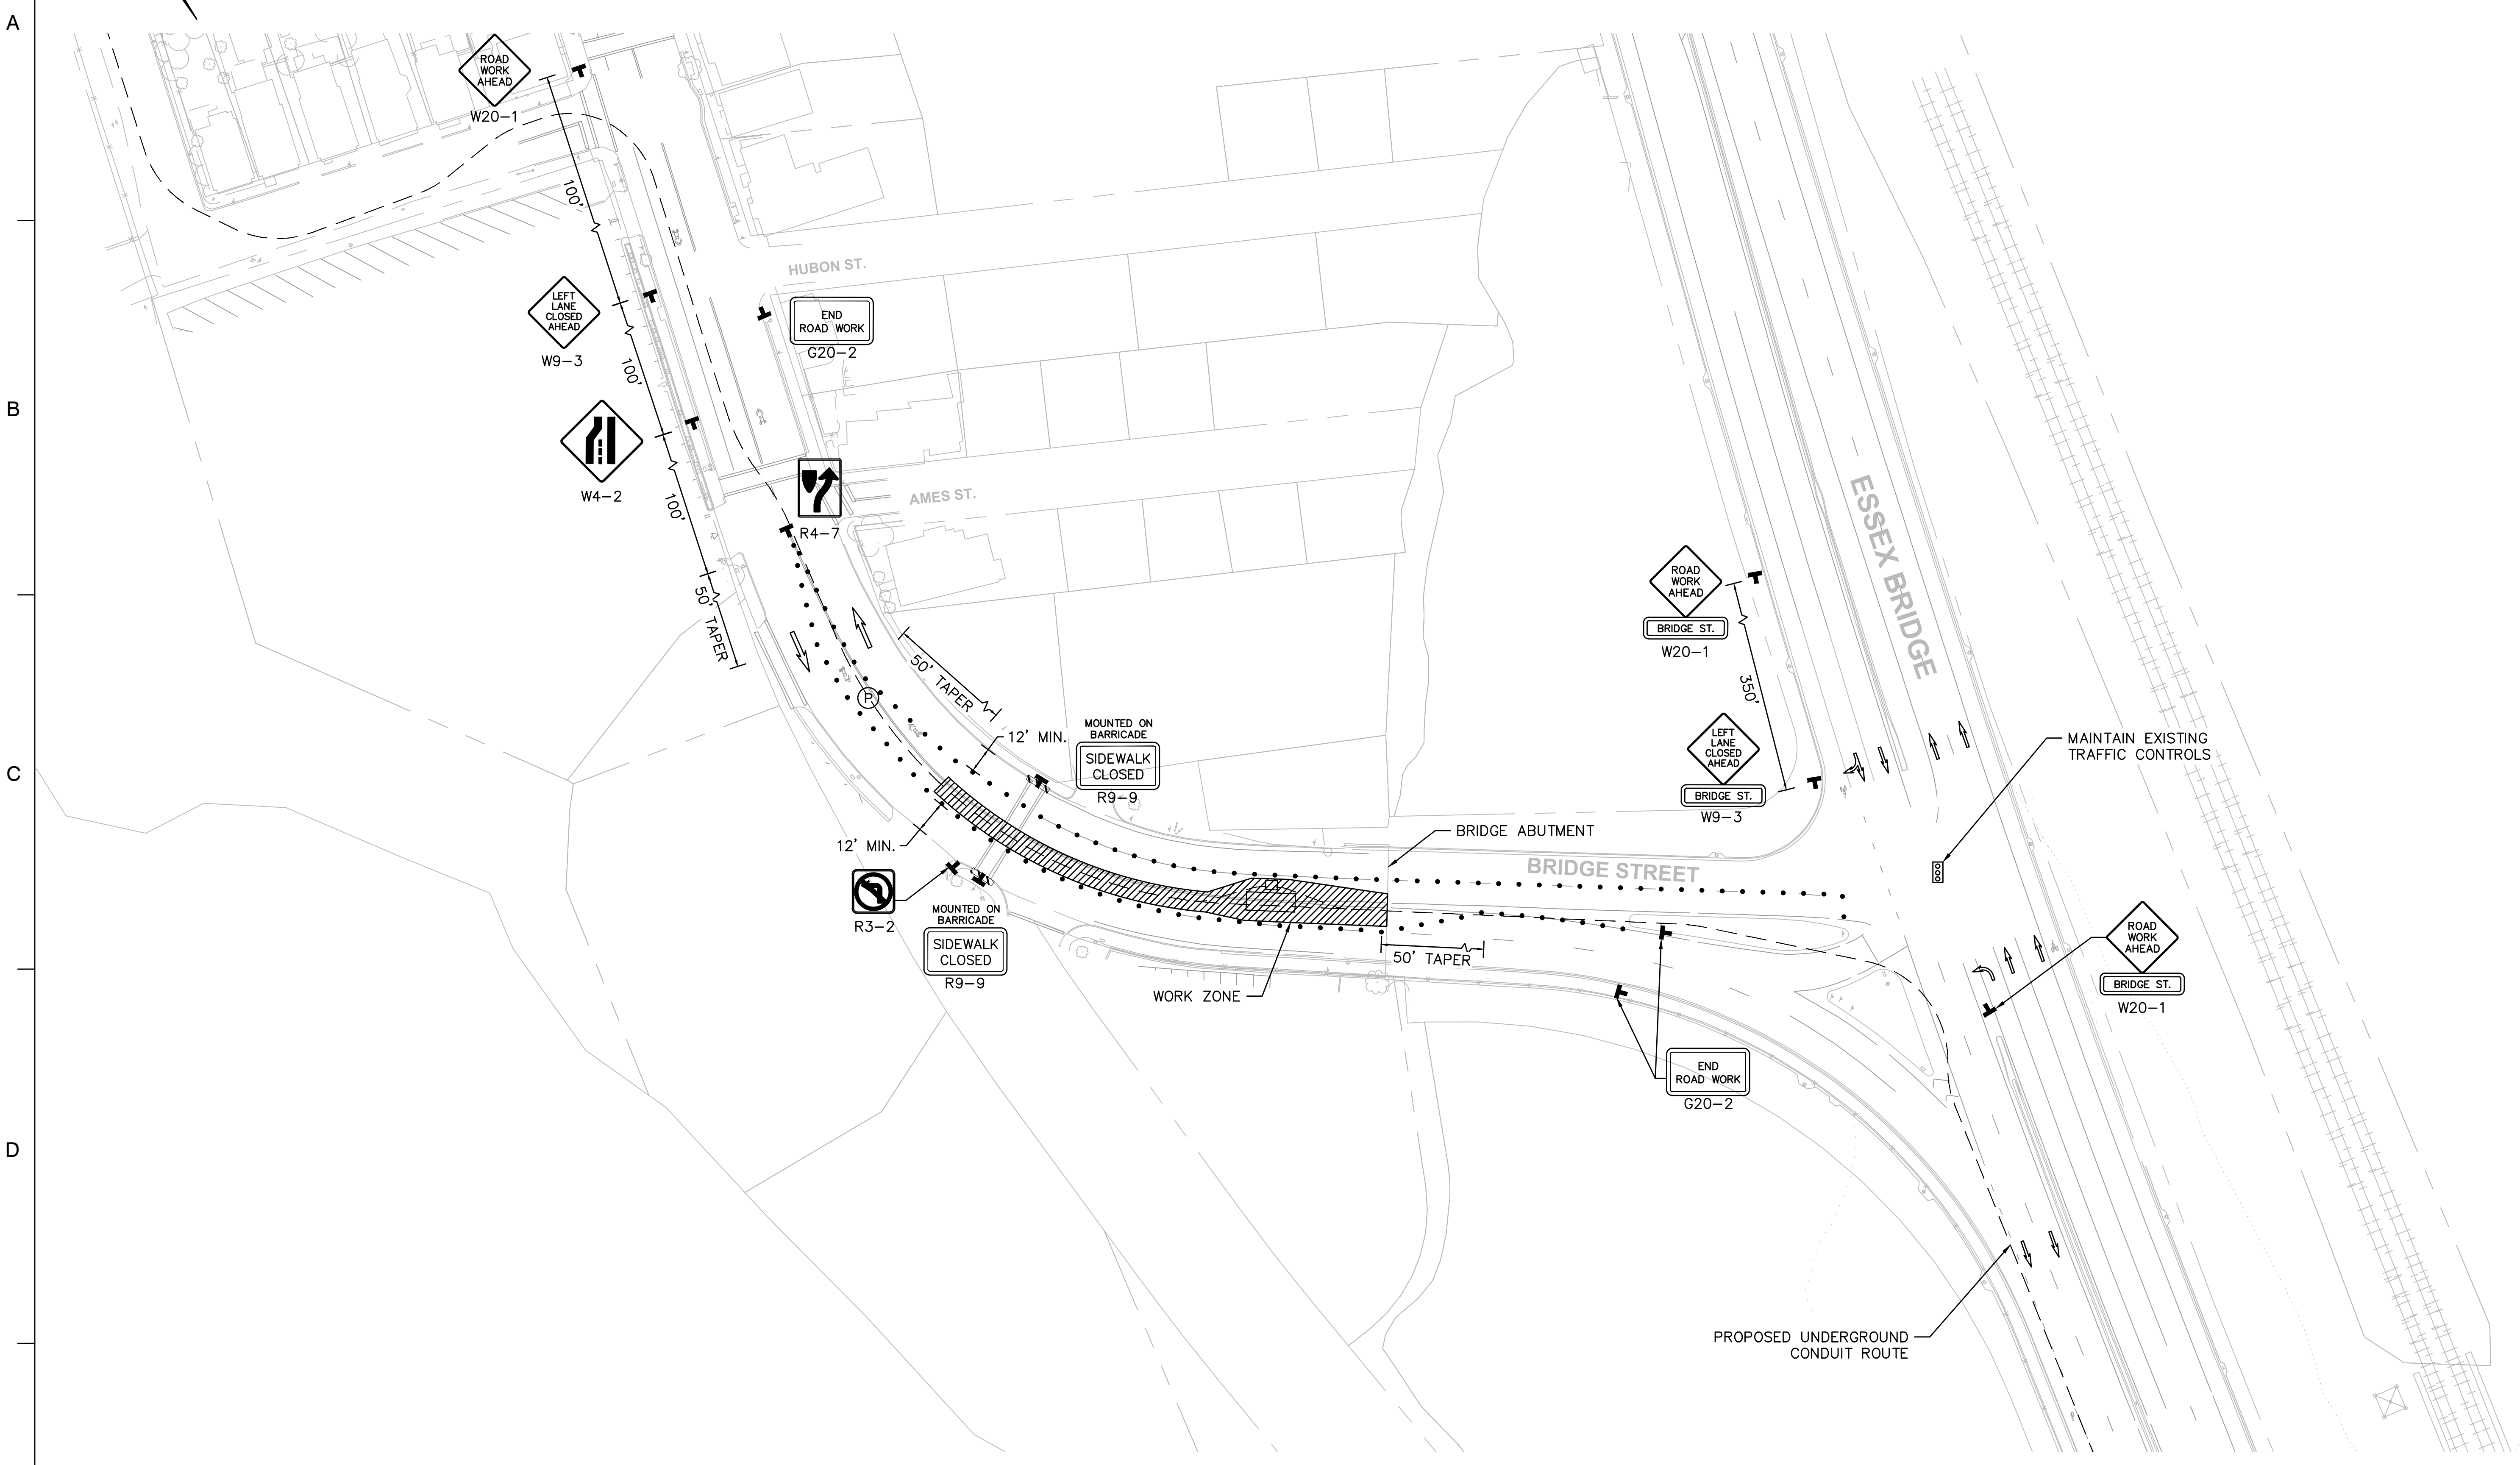 A
ROAD
WORK
AHEAD
W20-1
100'
HUBON ST.
LEFT
LANE
CLOSED
AHEAD
W9-3
END
ROAD WORK
G20-2
100'
B
W4-2
100'
R4-7
AMES ST.
50' TAPER
50' TAPER
ESSEX BRIDGE
ROAD
WORK
AHEAD
BRIDGE ST.
W20-1
350'
P
C
12' MIN.
MOUNTED ON
BARRICADE
SIDEWALK
CLOSED
R9-9
LEFT
LANE
CLOSED
AHEAD
BRIDGE ST.
W9-3
MAINTAIN EXISTING
TRAFFIC CONTROLS
12' MIN.
BRIDGE ABUTMENT
BRIDGE STREET
R3-2
MOUNTED ON
BARRICADE
SIDEWALK
CLOSED
R9-9
50' TAPER
WORK ZONE
ROAD
WORK
AHEAD
BRIDGE ST.
W20-1
END
ROAD WORK
G20-2
D
PROPOSED UNDERGROUND
CONDUIT ROUTE